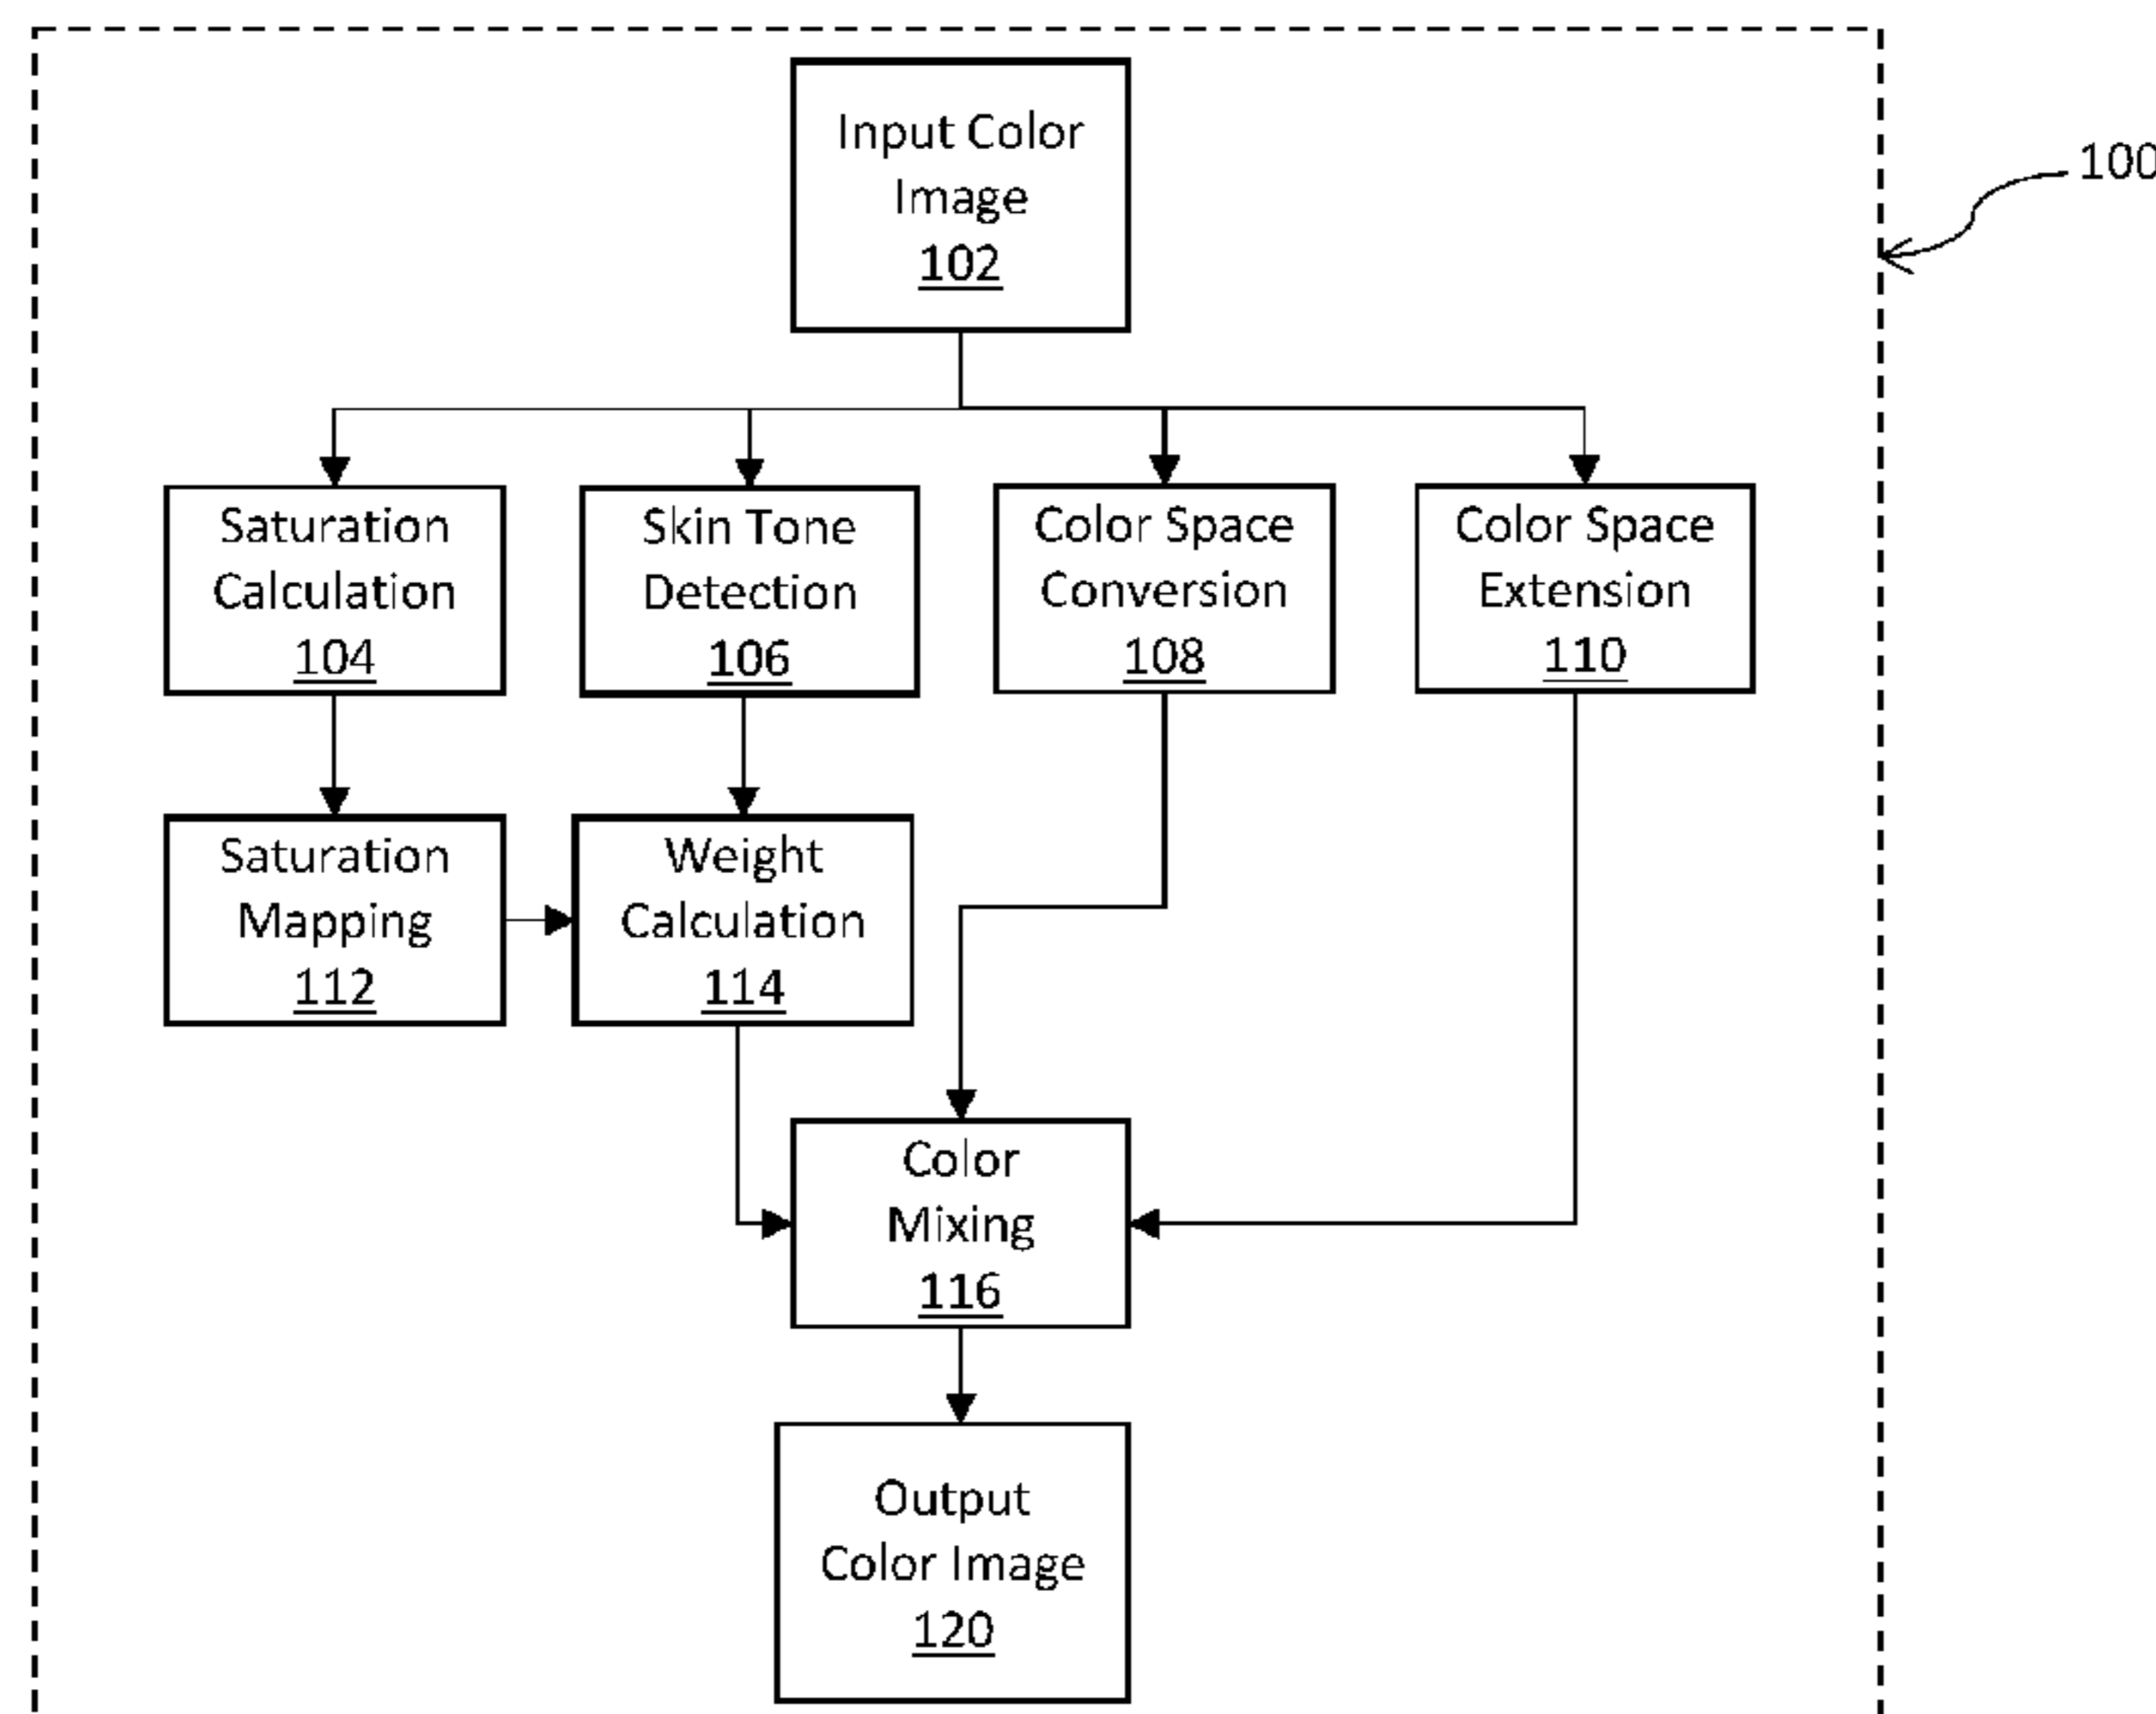 Input Color
Image
102
100
Saturation
Calculation
104
Skin Tone
Detection
106
Color Space
Conversion
108
Color Space
Extension
110
Saturation
Mapping
112
Weight
Calculation
114
Color
Mixing
116
Output
Color Image
120